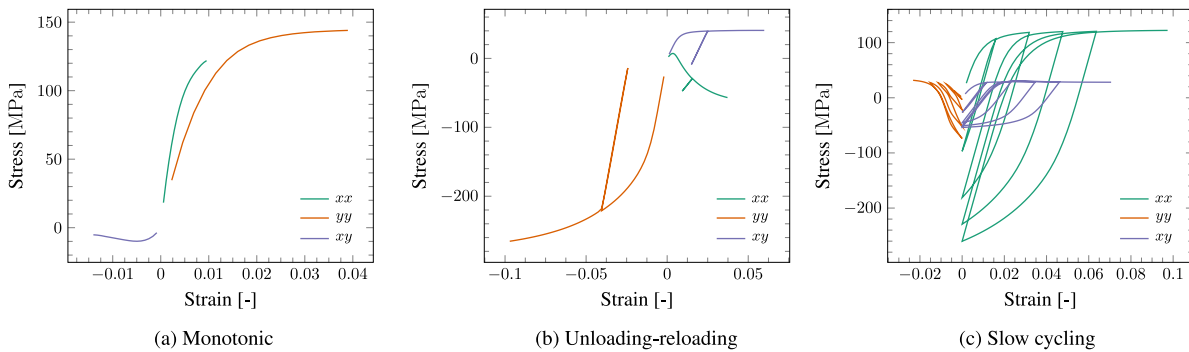 150
100
50
0
Stress [MPa]
−0.01 0 0.01 0.02 0.03 0.04
Strain [-]
xx
yy
xy
(a) Monotonic
0
−100
−200
Stress [MPa]
−0.1 −0.05 0 0.05
Strain [-]
xx
yy
xy
(b) Unloading-reloading
100
0
−100
−200
Stress [MPa]
−0.02 0 0.02 0.04 0.06 0.08 0.1
Strain [-]
xx
yy
xy
(c) Slow cycling